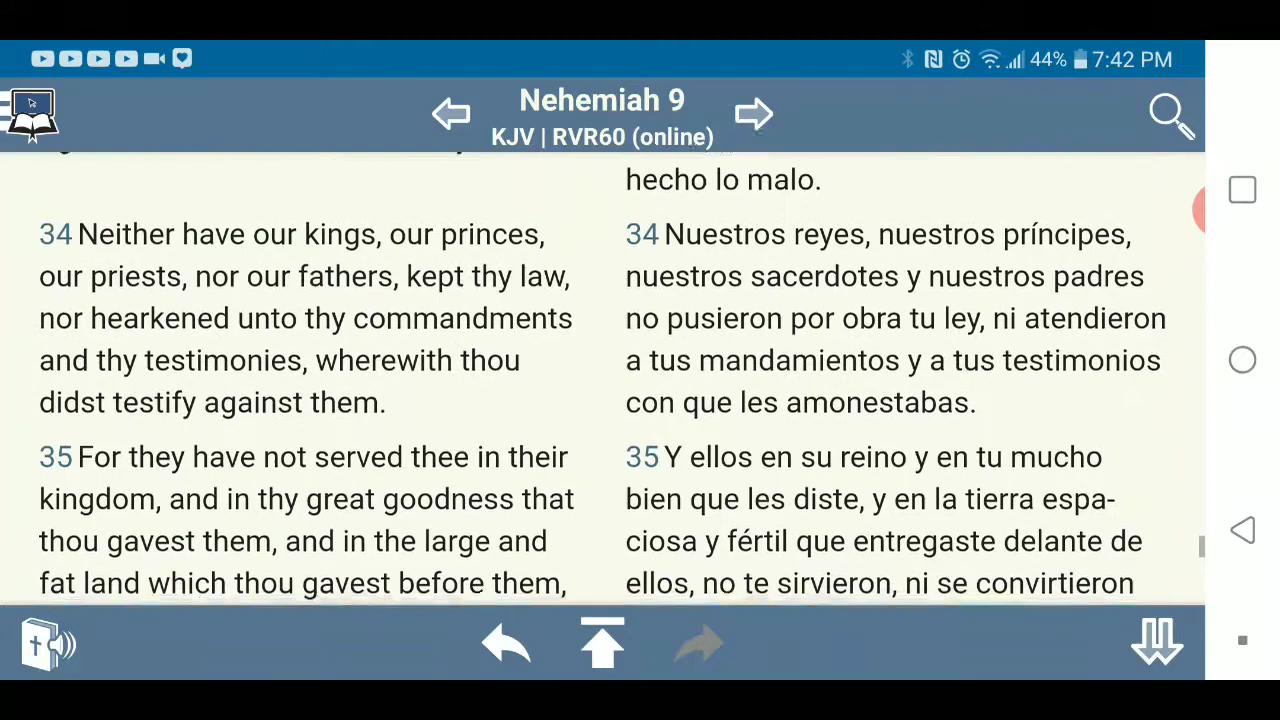 44% 7:42 PM
Nehemiah 9
KJV | RVR60 (online)
34 Neither have our kings, our princes,
our priests, nor our fathers, kept thy law,
nor hearkened unto thy commandments
and thy testimonies, wherewith thou
didst testify against them.
35 For they have not served thee in their
kingdom, and in thy great goodness that
thou gavest them, and in the large and
fat land which thou gavest before them,
hecho lo malo.
34 Nuestros reyes, nuestros príncipes,
nuestros sacerdotes y nuestros padres
no pusieron por obra tu ley, ni atendieron
a tus mandamientos y a tus testimonios
con que les amonestabas.
35 Y ellos en su reino y en tu mucho
bien que les diste, y en la tierra espa-
ciosa y fértil que entregaste delante de
ellos, no te sirvieron, ni se convirtieron